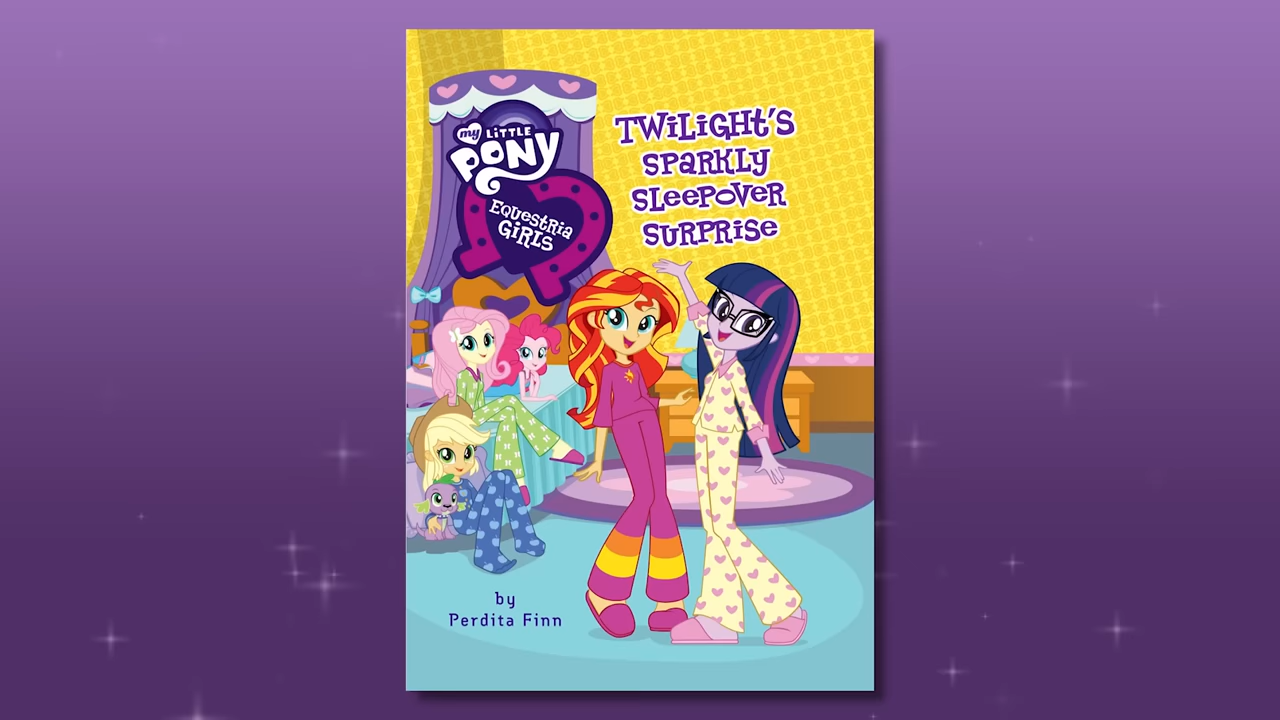 my LITTLE
PONY
EQUESTRIA
GIRLS
TWILIGHT'S
SPARKLY
SLEEPOVER
SURPRISE
by
Perdita Finn